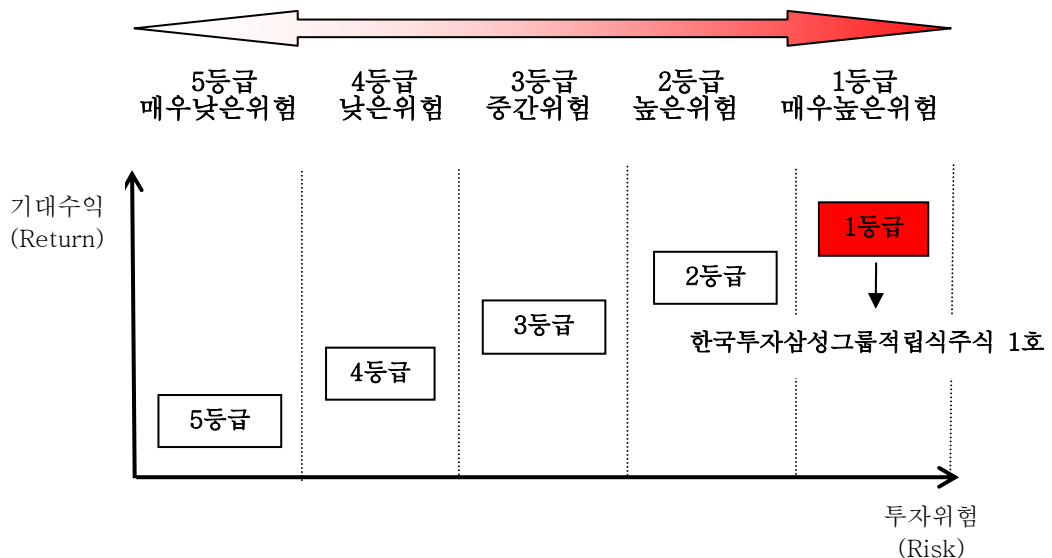 5등급
매우낮은위험
4등급
낮은위험
3등급
중간위험
2등급
높은위험
1등급
매우높은위험
기대수익
(Return)
1등급
2등급
3등급
한국투자삼성그룹적립식주식 1호
4등급
5등급
투자위험
(Risk)